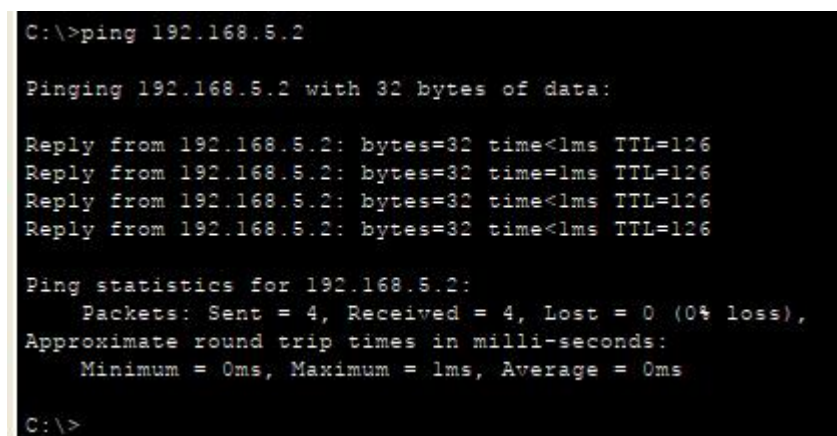 C:\>ping 192.168.5.2
Pinging 192.168.5.2 with 32 bytes of data:
Reply from 192.168.5.2: bytes=32 time<1ms TTL=126
Reply from 192.168.5.2: bytes=32 time=1ms TTL=126
Reply from 192.168.5.2: bytes=32 time<1ms TTL=126
Reply from 192.168.5.2: bytes=32 time<1ms TTL=126
Ping statistics for 192.168.5.2:
Packets: Sent = 4, Received = 4, Lost = 0 (0% loss),
Approximate round trip times in milli-seconds:
Minimum = 0ms, Maximum = 1ms, Average = 0ms
C:\>